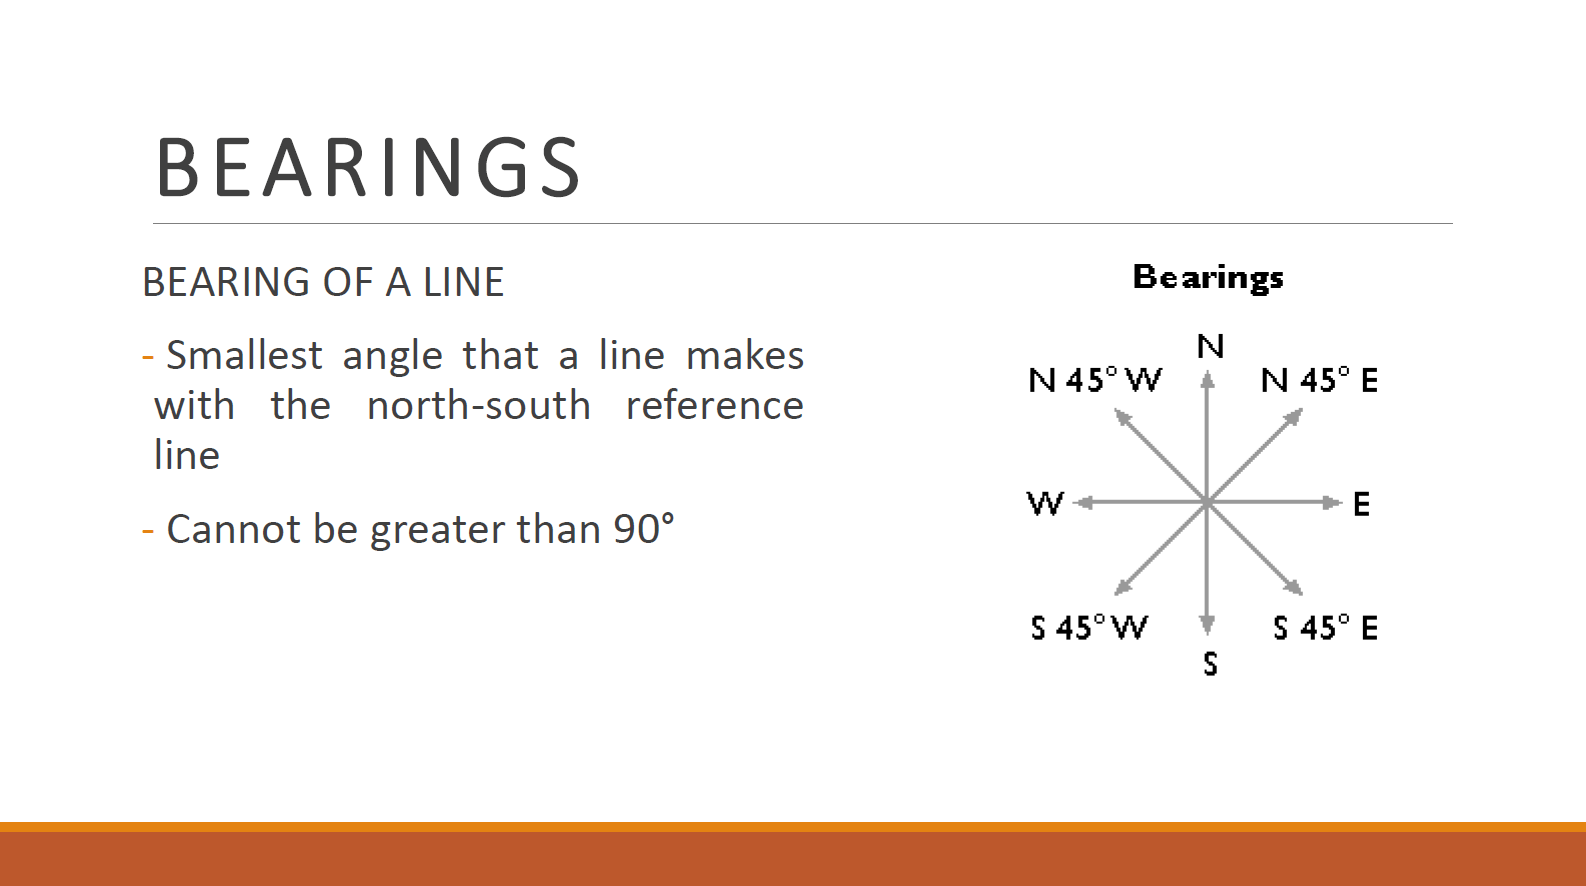 BEARINGS
BEARING OF A LINE
- Smallest angle that a line makes
with the north-south reference
line
- Cannot be greater than 90°
Bearings
N
N 45° W
N 45° E
W
E
S 45° W
S 45° E
S